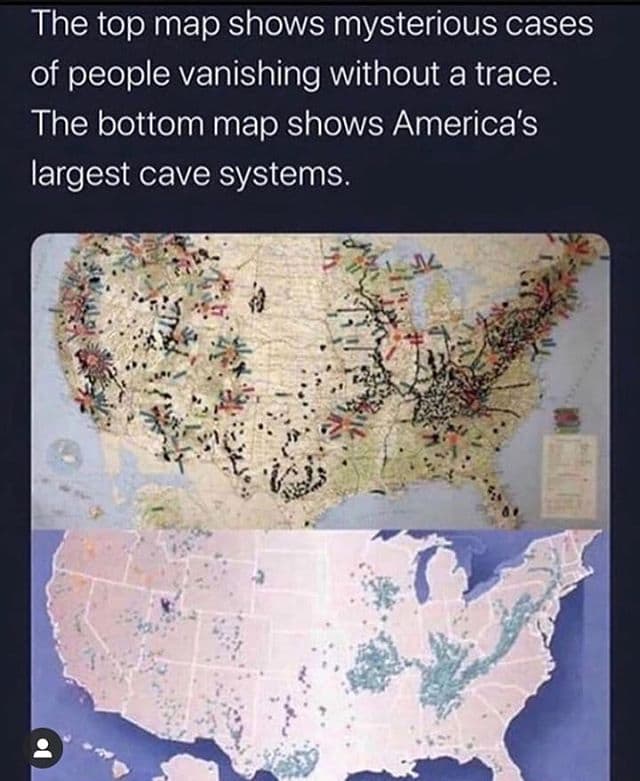 The top map shows mysterious cases
of people vanishing without a trace.
The bottom map shows America's
largest cave systems.